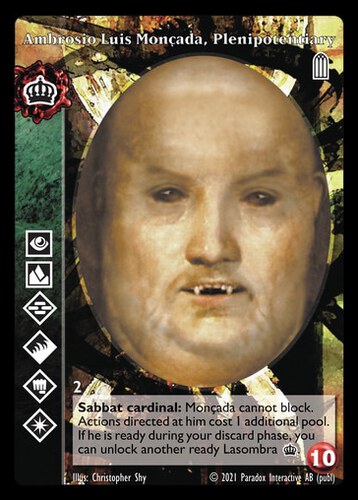 Ambrosio Luis Monçada, Plenipotentiary
2
Sabbat cardinal: Monçada cannot block.
Actions directed at him cost 1 additional pool.
If he is ready during your discard phase, you
can unlock another ready Lasombra
10
Illus: Christopher Shy © 2021 Paradox Interactive AB (publ)